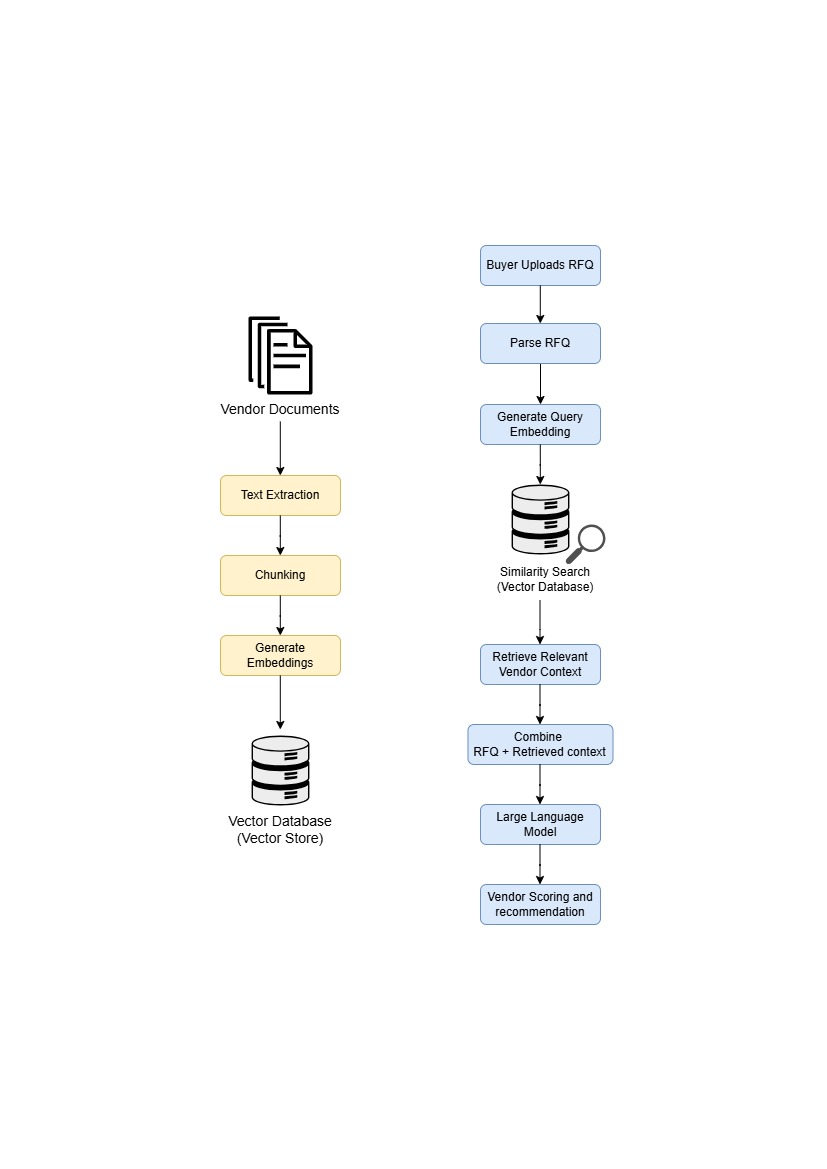 Vendor Documents
Text Extraction
Chunking
Generate
Embeddings
Vector Database
(Vector Store)
Buyer Uploads RFQ
Parse RFQ
Generate Query
Embedding
Similarity Search
(Vector Database)
Retrieve Relevant
Vendor Context
Combine
RFQ + Retrieved context
Large Language
Model
Vendor Scoring and
recommendation